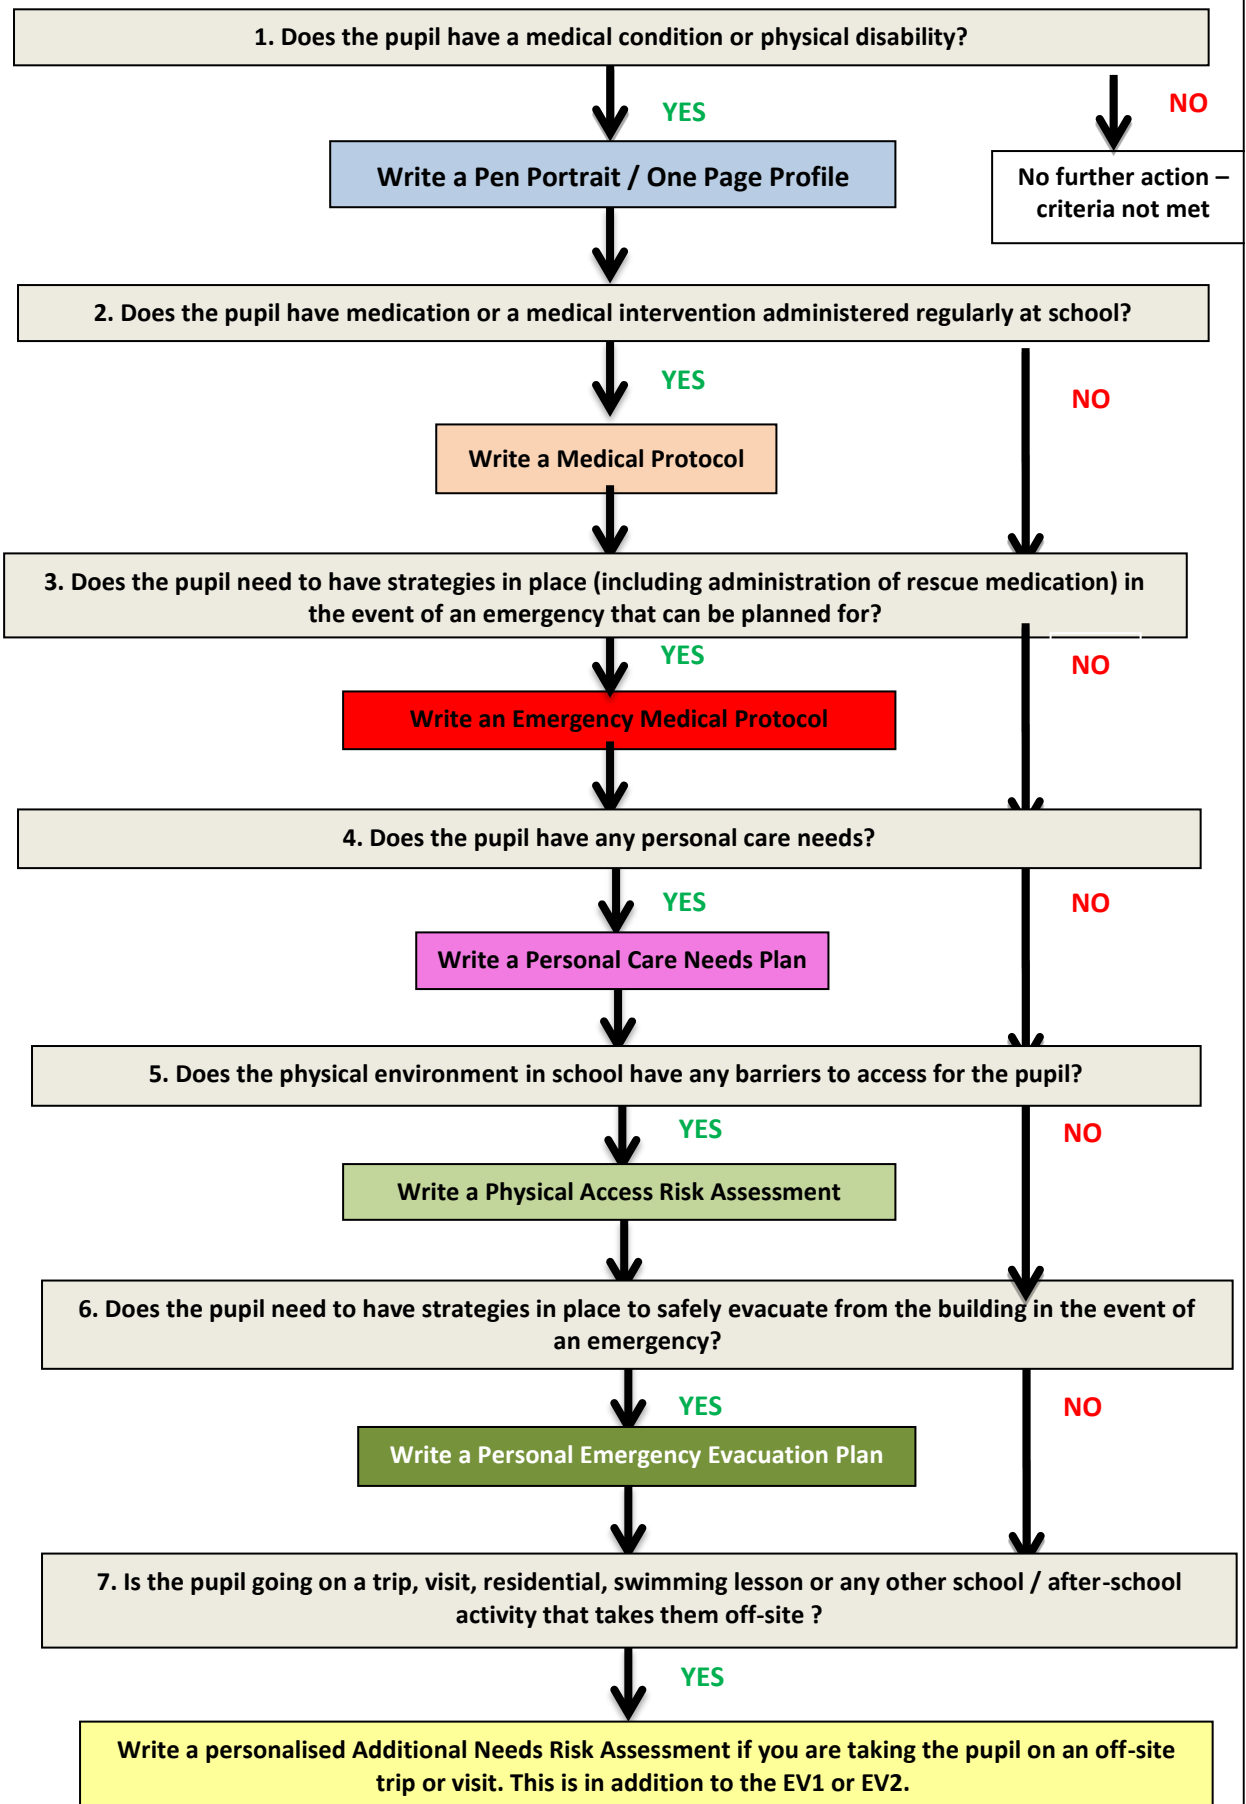 1. Does the pupil have a medical condition or physical disability?
YES
NO
Write a Pen Portrait / One Page Profile
No further action –
criteria not met
2. Does the pupil have medication or a medical intervention administered regularly at school?
YES
NO
Write a Medical Protocol
3. Does the pupil need to have strategies in place (including administration of rescue medication) in
the event of an emergency that can be planned for?
YES
NO
Write an Emergency Medical Protocol
4. Does the pupil have any personal care needs?
YES
NO
Write a Personal Care Needs Plan
5. Does the physical environment in school have any barriers to access for the pupil?
YES
NO
Write a Physical Access Risk Assessment
6. Does the pupil need to have strategies in place to safely evacuate from the building in the event of
an emergency?
YES
NO
Write a Personal Emergency Evacuation Plan
7. Is the pupil going on a trip, visit, residential, swimming lesson or any other school / after-school
activity that takes them off-site ?
YES
Write a personalised Additional Needs Risk Assessment if you are taking the pupil on an off-site
trip or visit. This is in addition to the EV1 or EV2.